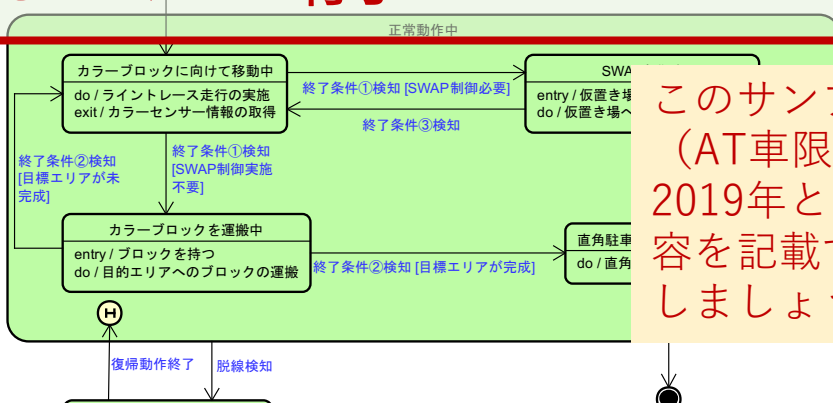 正常動作中
カラーブロックに向けて移動中
do / ライントレース走行の実施
exit / カラーセンサー情報の取得
終了条件①検知 [SWAP制御必要]
終了条件③検知
SWA
entry / 仮置き場
do / 仮置き場へ
このサン
（AT車限
2019年と
容を記載
しましょ
終了条件②検知
[目標エリアが未
完成]
終了条件①検知
[SWAP制御実施
不要]
カラーブロックを運搬中
entry / ブロックを持つ
do / 目的エリアへのブロックの運搬
終了条件②検知 [目標エリアが完成]
直角駐車
do / 直角
H
復帰動作終了
脱線検知